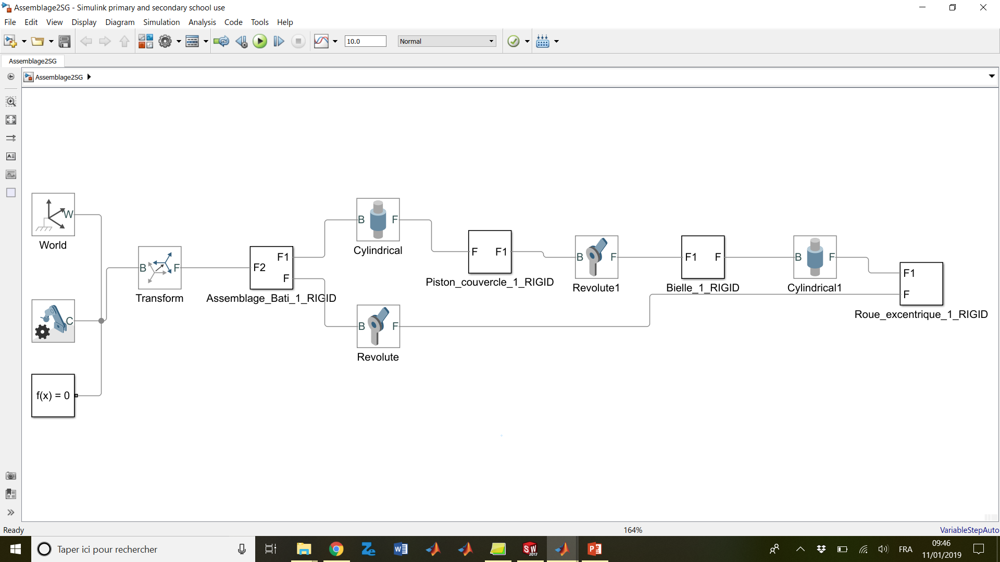 Assemblage2SG - Simulink primary and secondary school use
File Edit View Display Diagram Simulation Analysis Code Tools Help
10.0 Normal
Assemblage2SG
Assemblage2SG
W
World
C
f(x) = 0
B F
Transform
F2 F1 F
Assemblage_Bati_1_RIGID
B F
Cylindrical
B F
Revolute
F F1
Piston_couvercle_1_RIGID
B F
Revolute1
F1 F
Bielle_1_RIGID
B F
Cylindrical1
F1
F
Roue_excentrique_1_RIGID
Ready 164% VariableStepAuto
Taper ici pour rechercher
FRA
09:46
11/01/2019